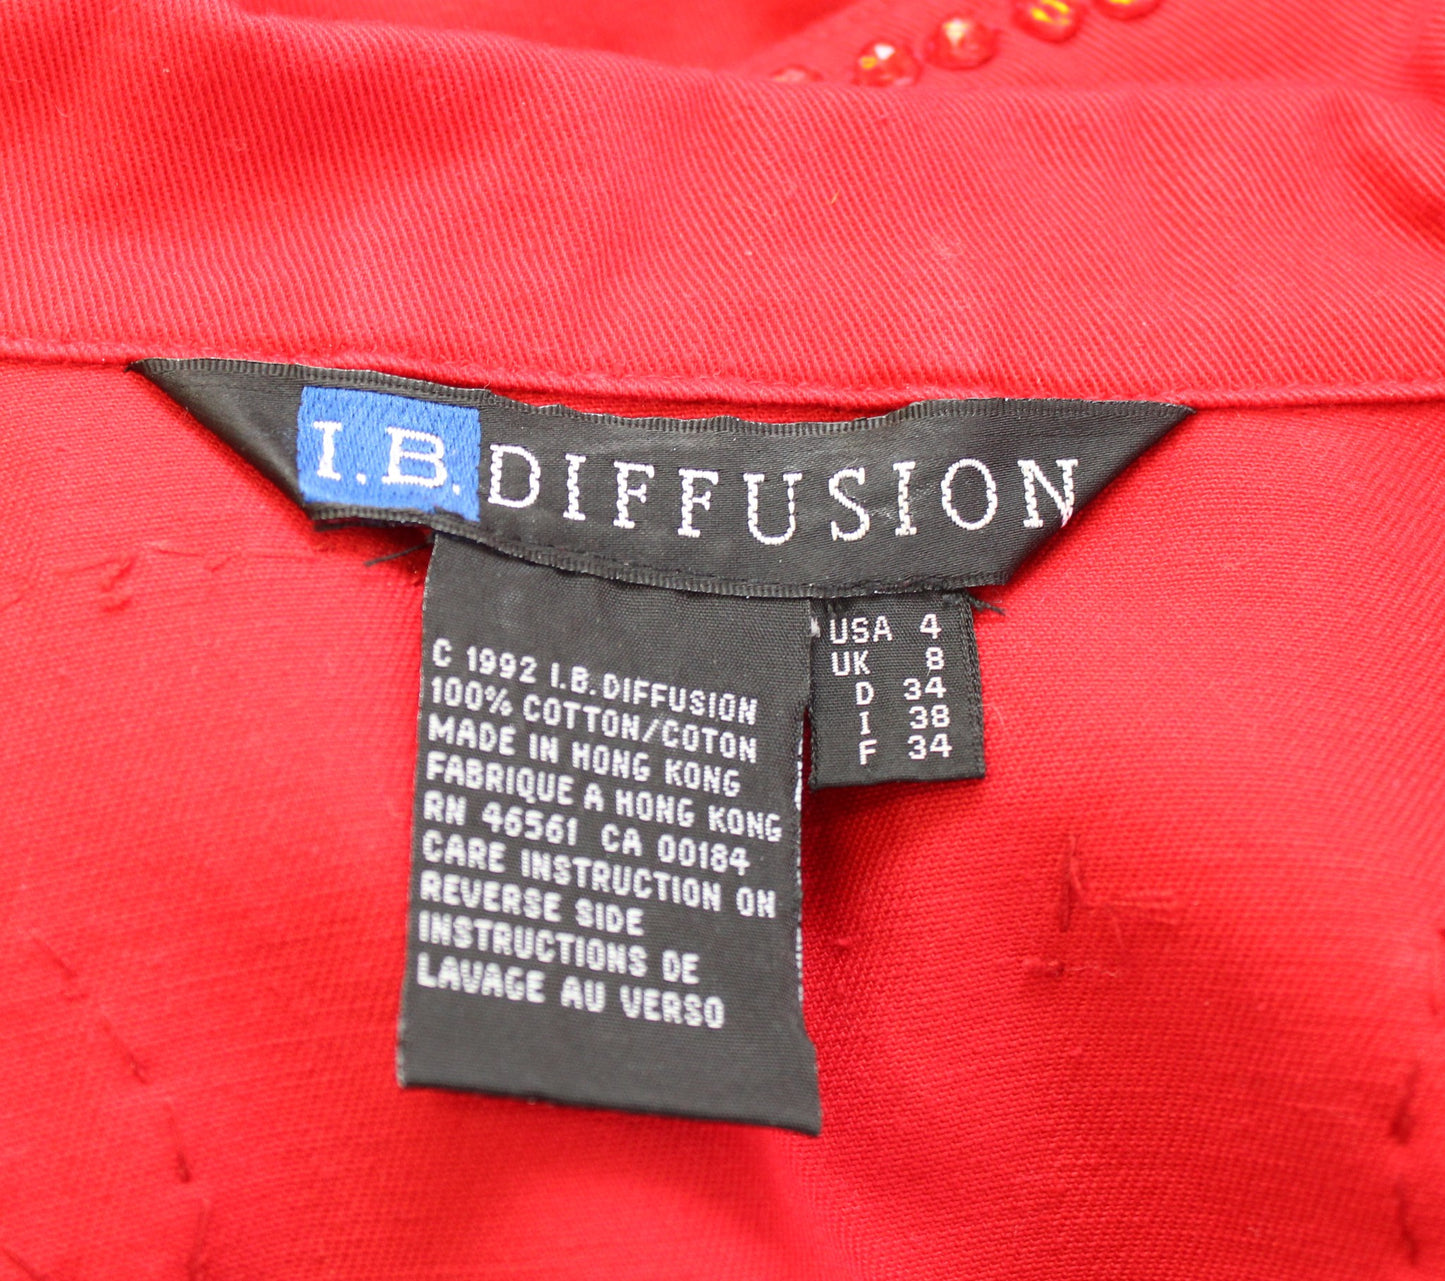 I.B. DIFFUSION
C 1992 I.B. DIFFUSION
100% COTTON/COTON
MADE IN HONG KONG
FABRIQUE A HONG KONG
RN 46561 CA 00184
CARE INSTRUCTION ON
REVERSE SIDE
INSTRUCTIONS DE
LAVAGE AU VERSO
USA 4
UK 8
D 34
I 38
F 34